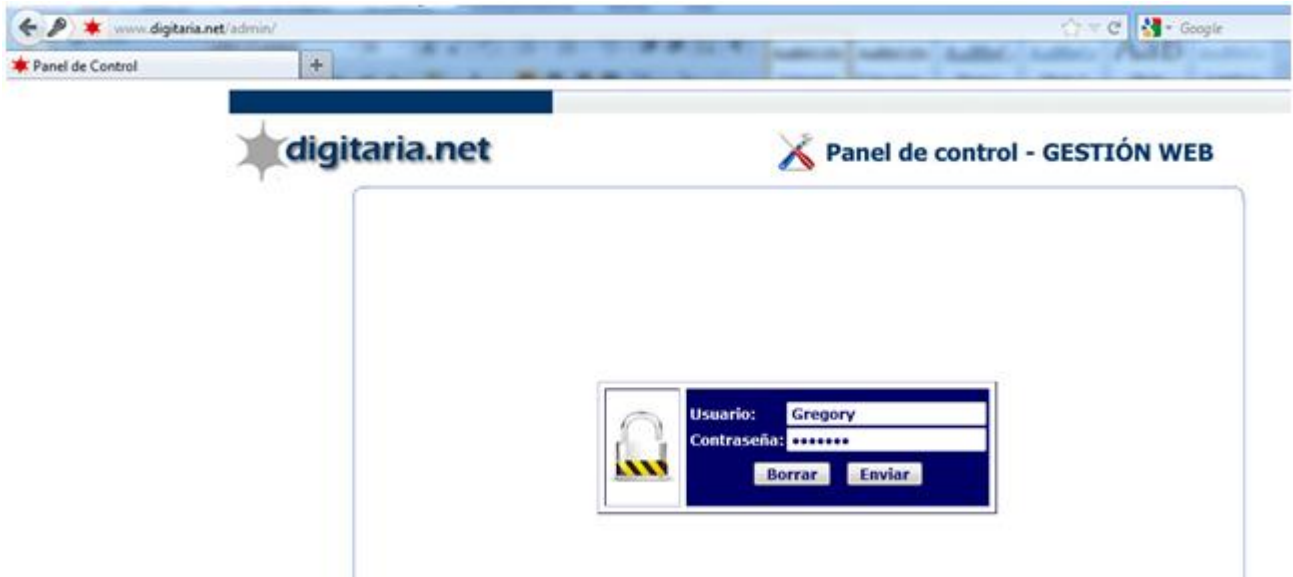 www.digitaria.net/admin/
Google
Panel de Control
+
digitaria.net
Panel de control - GESTIÓN WEB
Usuario: Gregory
Contraseña: •••••••
Borrar Enviar